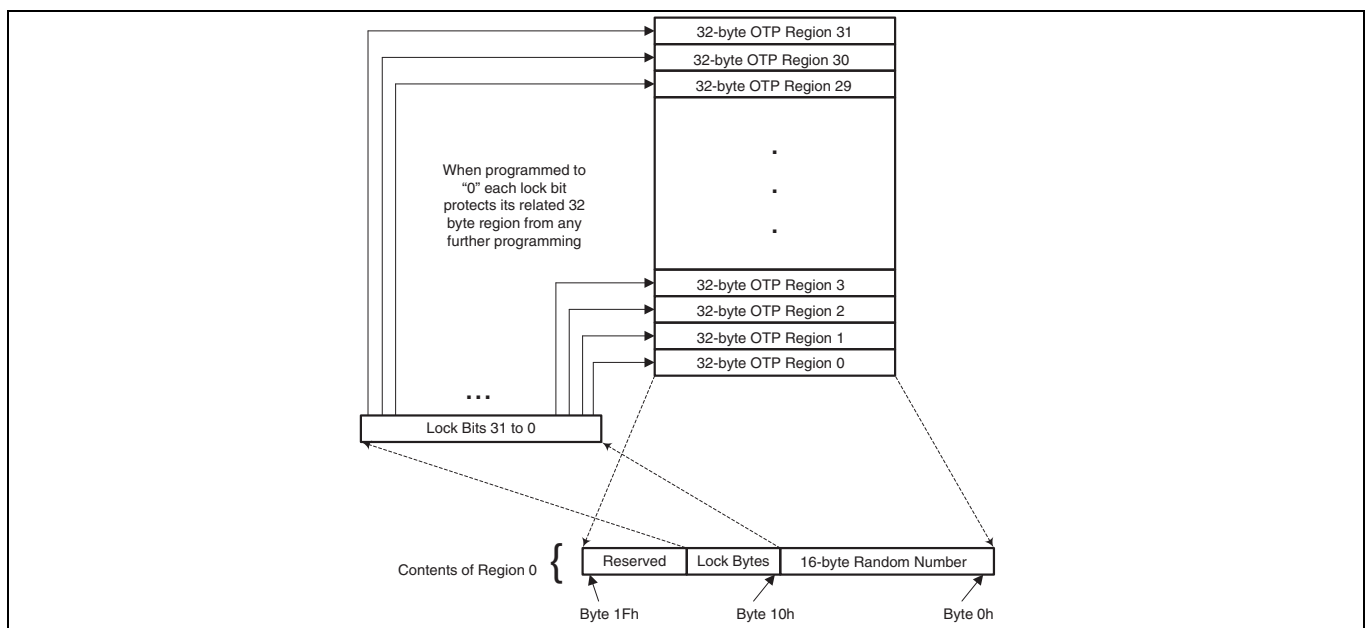 32-byte OTP Region 31
32-byte OTP Region 30
32-byte OTP Region 29
.
.
.
When programmed to
“0” each lock bit
protects its related 32
byte region from any
further programming
32-byte OTP Region 3
32-byte OTP Region 2
32-byte OTP Region 1
32-byte OTP Region 0
...
Lock Bits 31 to 0
Contents of Region 0 {
Reserved
Lock Bytes
16-byte Random Number
Byte 1Fh
Byte 10h
Byte 0h